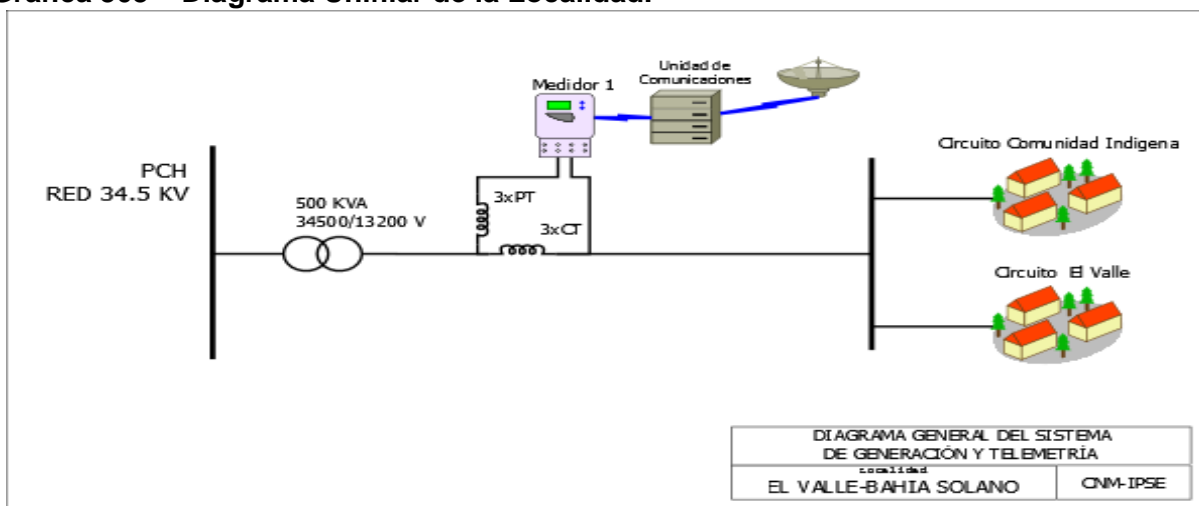 Gráfica 303 – Diagrama Unifilar de la Localidad.
Unidad de
Comunicaciones
Medidor 1
PCH
RED 34.5 KV
500 KVA
34500/13200 V
3xPT
3xCT
Circuito Comunidad Indigena
Circuito El Valle
DIAGRAMA GENERAL DEL SISTEMA
DE GENERACIÓN Y TELEMETRÍA
Localidad
EL VALLE-BAHIA SOLANO
CNM-IPSE